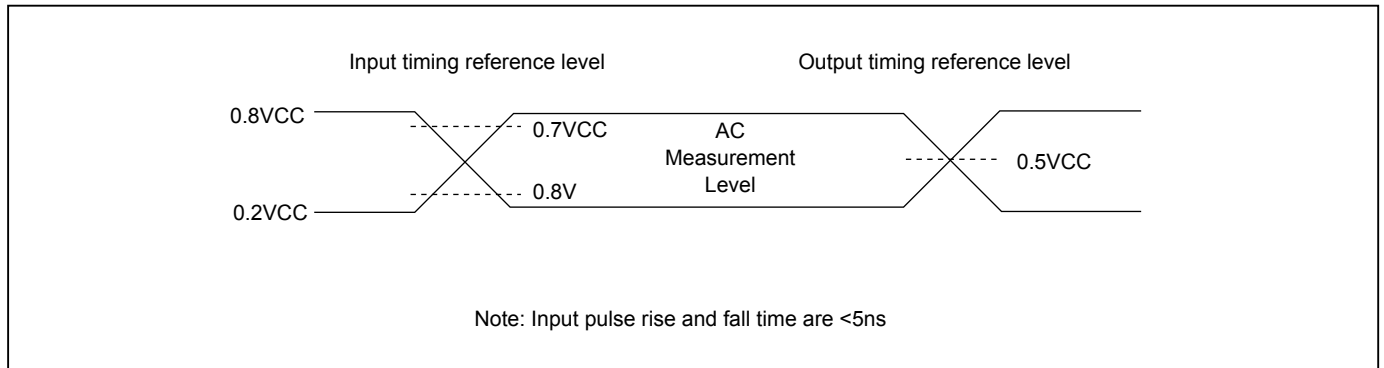 Input timing reference level
Output timing reference level
0.8VCC
0.7VCC
AC
Measurement
Level
0.5VCC
0.8V
0.2VCC
Note: Input pulse rise and fall time are <5ns